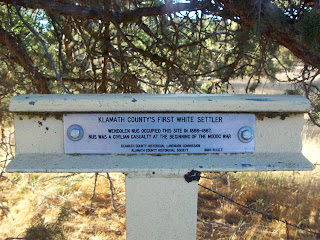 KLAMATH COUNTY'S FIRST WHITE SETTLER
WENDOLEN NUS OCCUPIED THIS SITE IN 1866-1867.
NUS WAS A CIVILIAN CASUALTY AT THE BEGINNING OF THE MODOC WAR
KLAMATH COUNTY HISTORICAL LANDMARK COMMISSION
KLAMATH COUNTY HISTORICAL SOCIETY